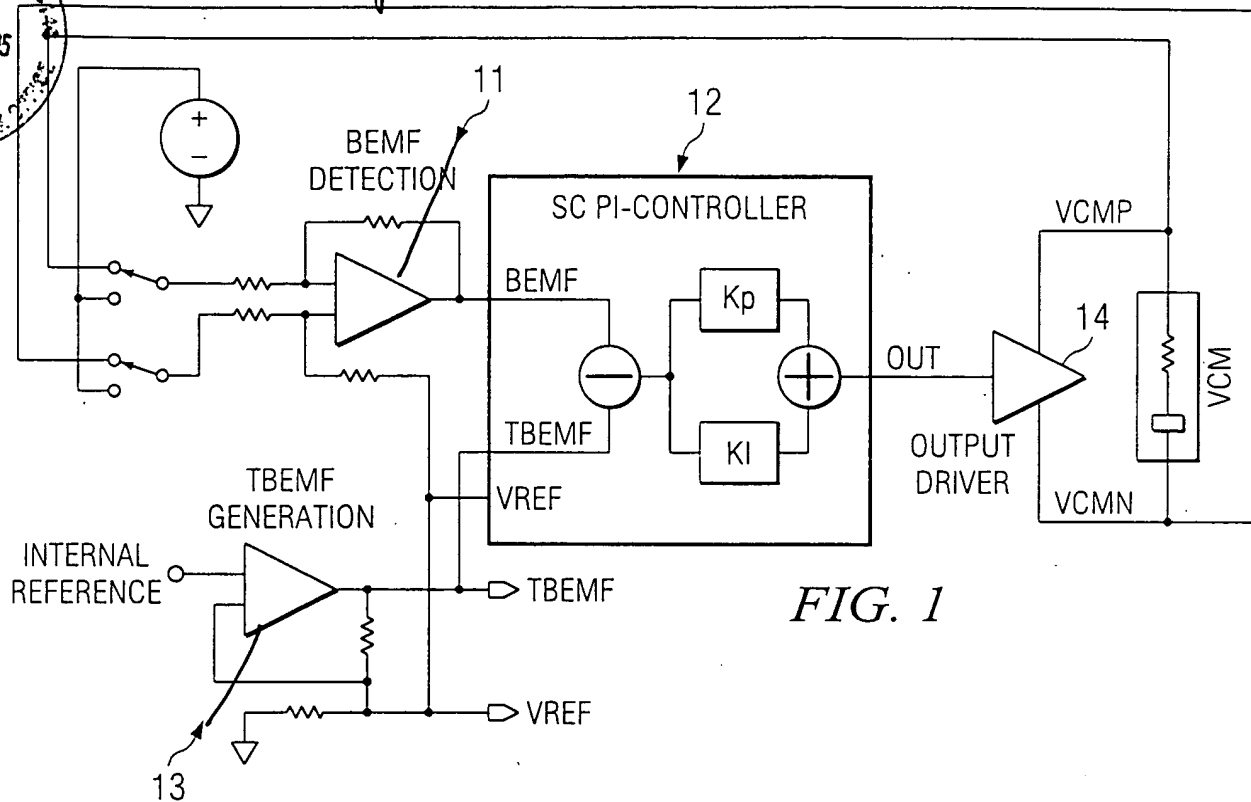 11
12
BEMF
DETECTION
SC PI-CONTROLLER
VCMP
BEMF
Kp
14
OUT
VCM
TBEMF
KI
OUTPUT
DRIVER
TBEMF
GENERATION
VREF
VCMN
INTERNAL
REFERENCE
TBEMF
FIG. 1
VREF
13